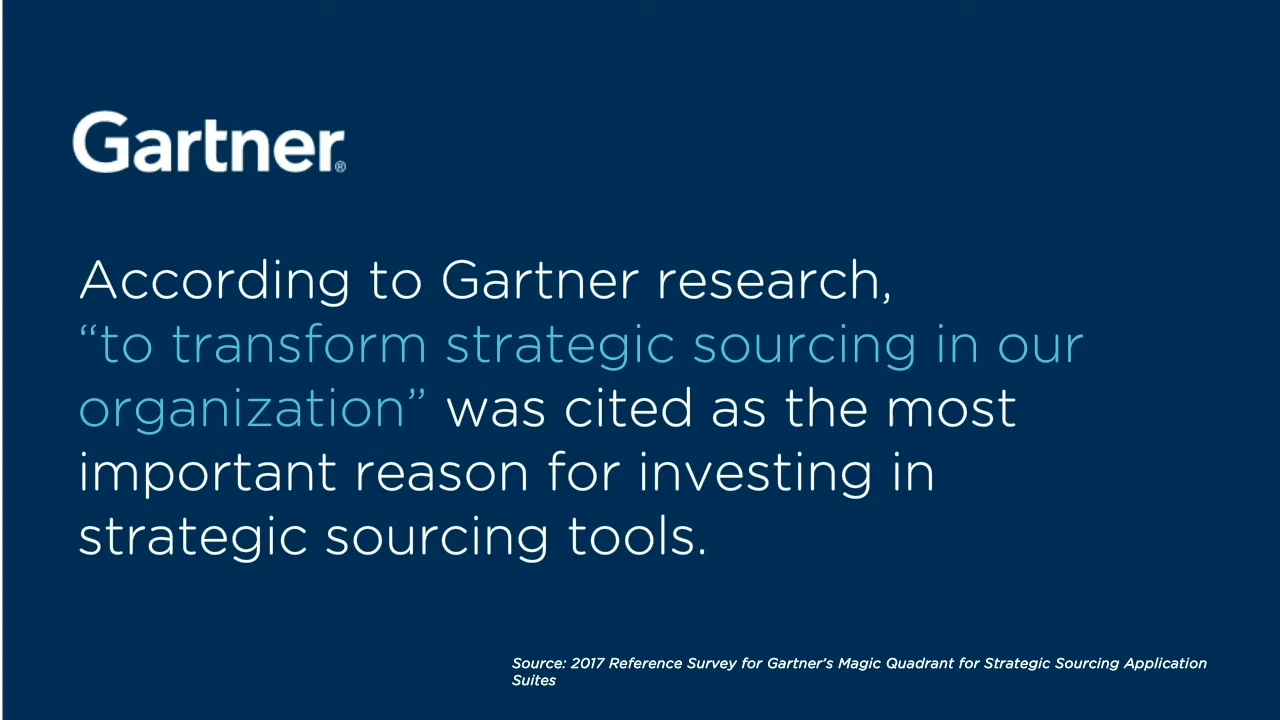 Gartner®
According to Gartner research,
“to transform strategic sourcing in our
organization” was cited as the most
important reason for investing in
strategic sourcing tools.
Source: 2017 Reference Survey for Gartner’s Magic Quadrant for Strategic Sourcing Application
Suites